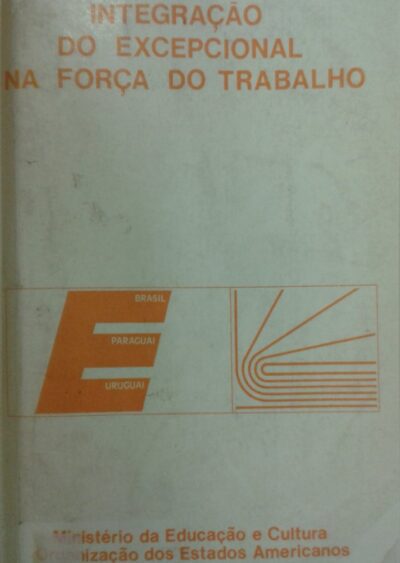 INTEGRAÇÃO
DO EXCEPCIONAL
NA FORÇA DO TRABALHO
BRASIL
PARAGUAI
URUGUAI
Ministério da Educação e Cultura
Organização dos Estados Americanos